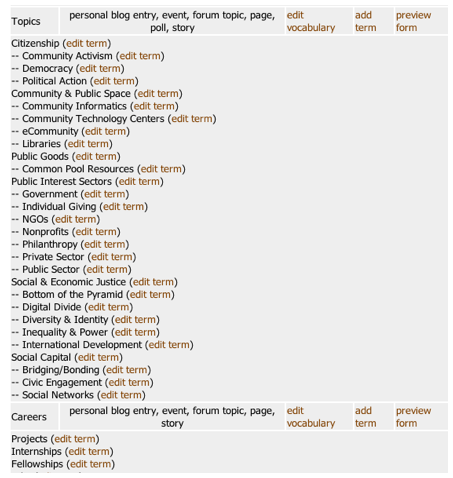 Topics personal blog entry, event, forum topic, page, edit add preview
poll, story vocabulary term form
Citizenship (edit term)
-- Community Activism (edit term)
-- Democracy (edit term)
-- Political Action (edit term)
Community & Public Space (edit term)
-- Community Informatics (edit term)
-- Community Technology Centers (edit term)
-- eCommunity (edit term)
-- Libraries (edit term)
Public Goods (edit term)
-- Common Pool Resources (edit term)
Public Interest Sectors (edit term)
-- Government (edit term)
-- Individual Giving (edit term)
-- NGOs (edit term)
-- Nonprofits (edit term)
-- Philanthropy (edit term)
-- Private Sector (edit term)
-- Public Sector (edit term)
Social & Economic Justice (edit term)
-- Bottom of the Pyramid (edit term)
-- Digital Divide (edit term)
-- Diversity & Identity (edit term)
-- Inequality & Power (edit term)
-- International Development (edit term)
Social Capital (edit term)
-- Bridging/Bonding (edit term)
-- Civic Engagement (edit term)
-- Social Networks (edit term)
Careers personal blog entry, event, forum topic, page, edit add preview
story vocabulary term form
Projects (edit term)
Internships (edit term)
Fellowships (edit term)